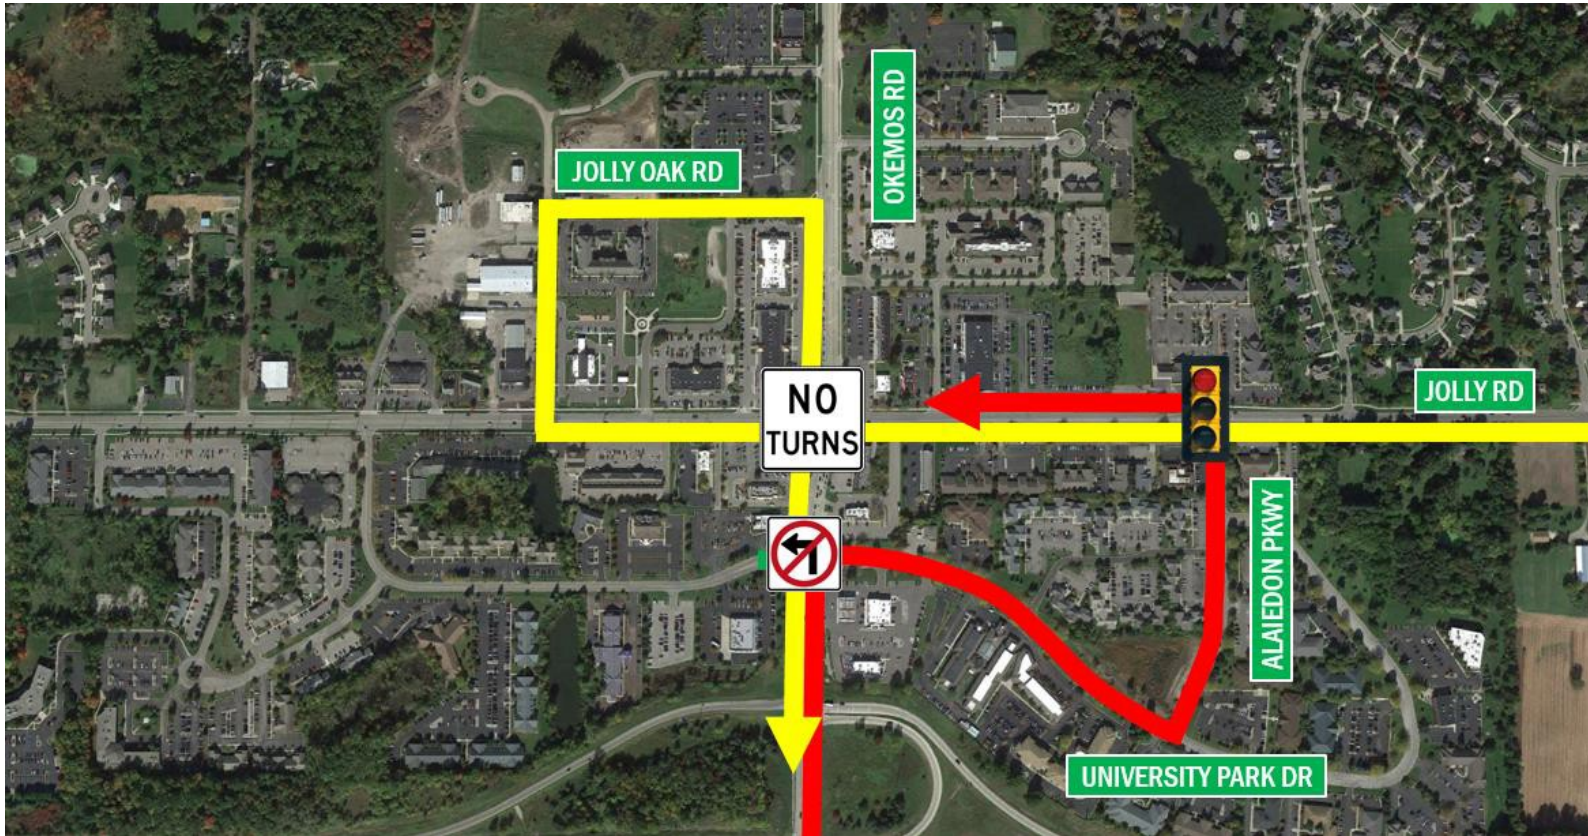 OKEMOS RD
JOLLY OAK RD
JOLLY RD
NO
TURNS
ALAIEDON PKWY
UNIVERSITY PARK DR